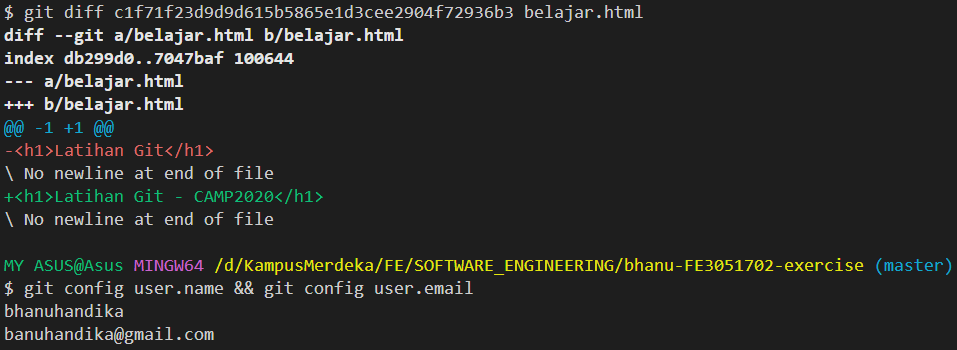 $ git diff c1f71f23d9d9d615b5865e1d3cee2904f72936b3 belajar.html
diff --git a/belajar.html b/belajar.html
index db299d0..7047baf 100644
--- a/belajar.html
+++ b/belajar.html
@@ -1 +1 @@
-<h1>Latihan Git</h1>
\ No newline at end of file
+<h1>Latihan Git - CAMP2020</h1>
\ No newline at end of file

MY ASUS@Asus MINGW64 /d/KampusMerdeka/FE/SOFTWARE_ENGINEERING/bhanu-FE3051702-exercise (master)
$ git config user.name && git config user.email
bhanuhandika
banuhandika@gmail.com